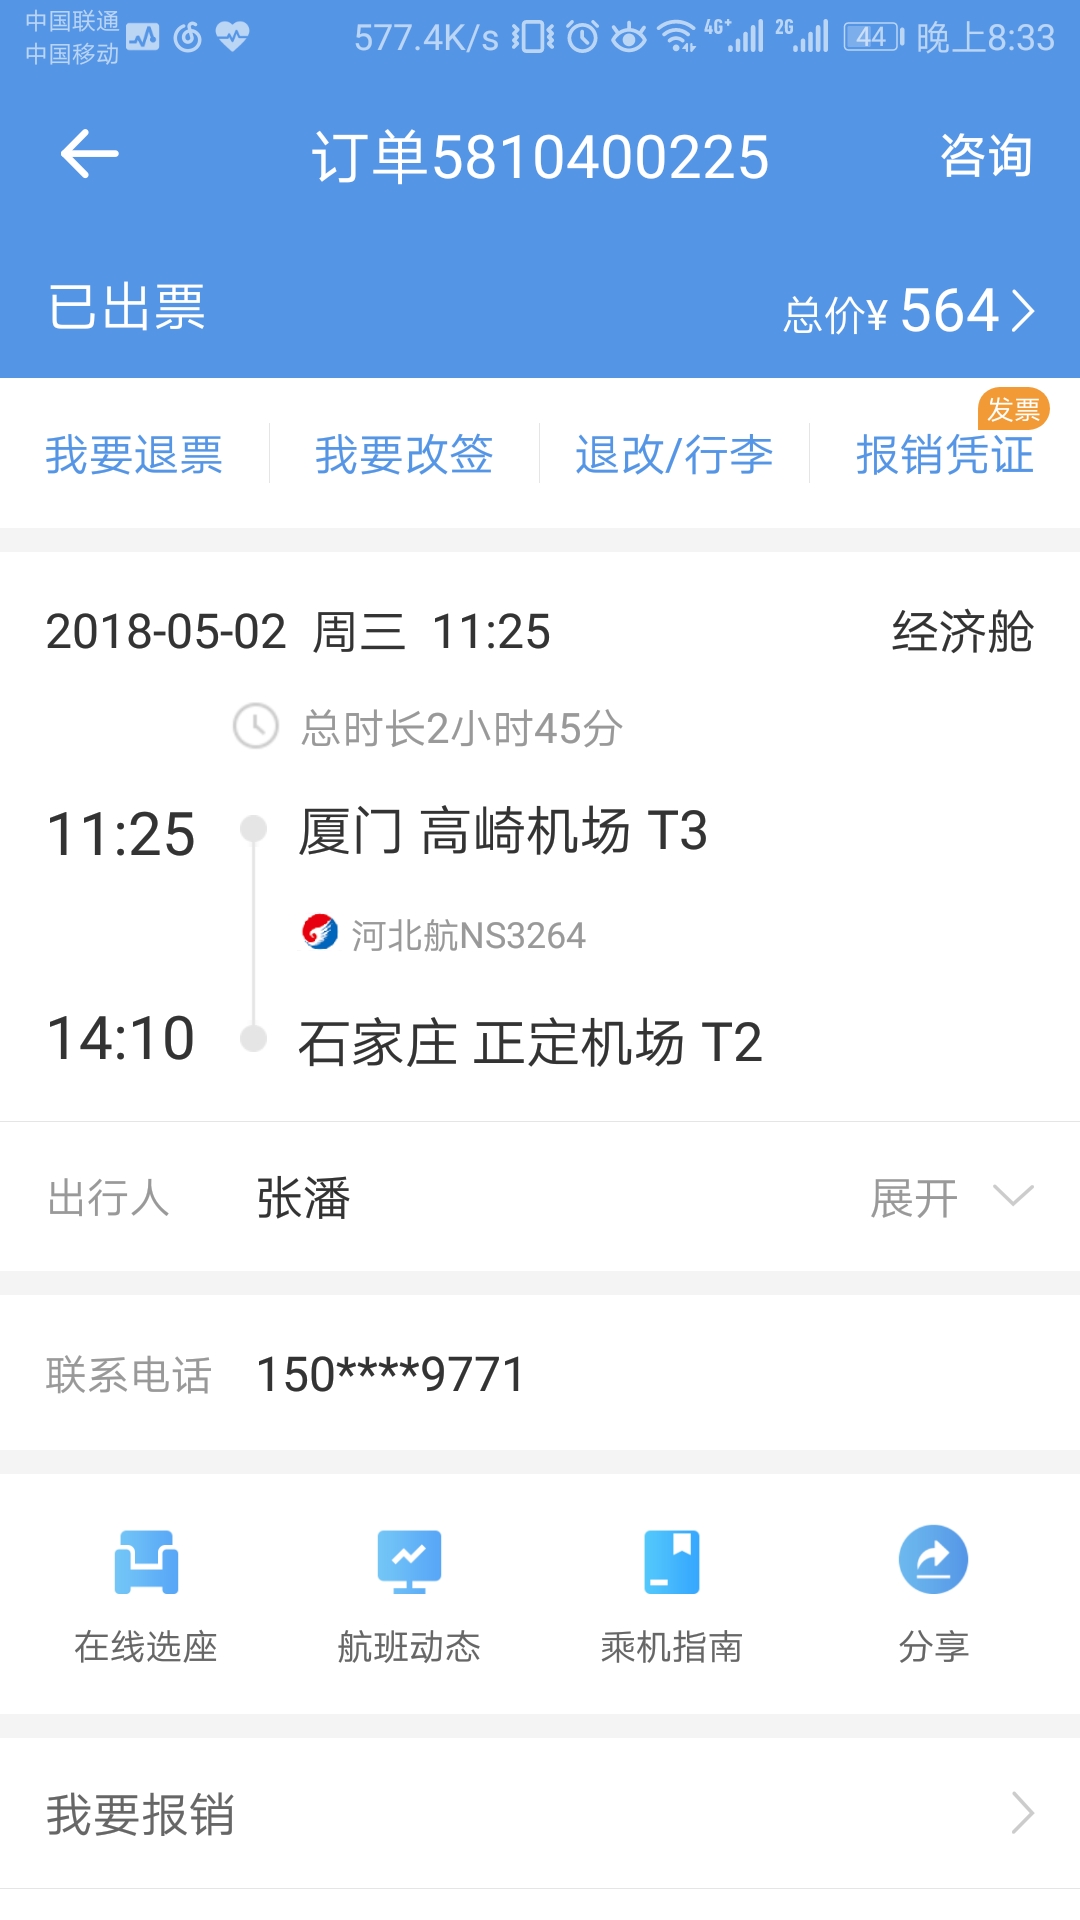 中国联通
中国移动
577.4K/s 4G+ 2G 44 晚上8:33
订单5810400225 咨询
已出票 总价¥ 564
发票
我要退票 我要改签 退改/行李 报销凭证
2018-05-02 周三 11:25 经济舱
总时长2小时45分
11:25 厦门 高崎机场 T3
河北航NS3264
14:10 石家庄 正定机场 T2
出行人 张潘 展开
联系电话 150****9771
在线选座 航班动态 乘机指南 分享
我要报销